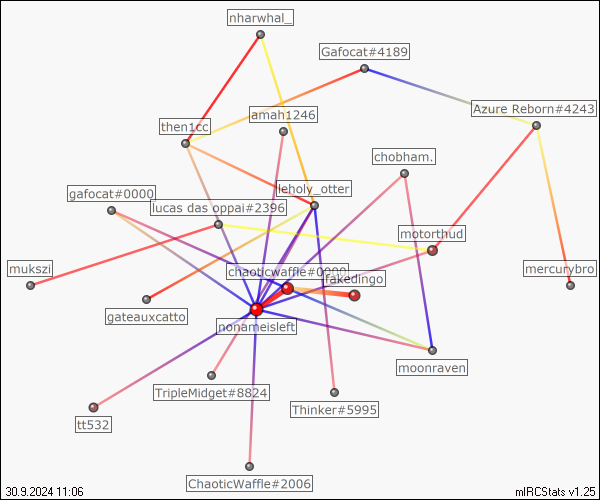 nharwhal_
Gafocat#4189
Azure Reborn#4243
amah1246
then1cc
chobham.
leholy_otter
gafocat#0000
lucas das oppai#2396
motorthud
mukszi
chaoticwaffle#0000
fakedingo
mercurybro
gateauxcatto
nonameisleft
moonraven
TripleMidget#8824
Thinker#5995
tt532
ChaoticWaffle#2006
30.9.2024 11:06
mIRCStats v1.25